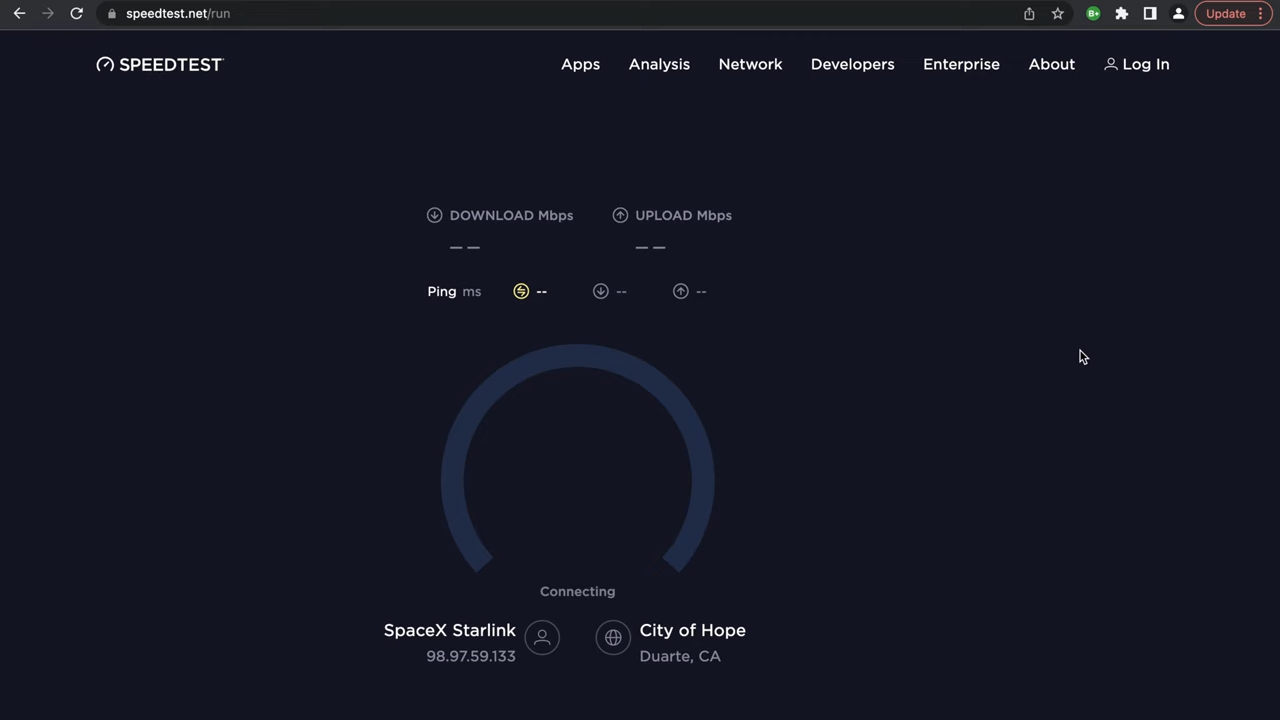 speedtest.net/run
B+
Update
SPEEDTEST
Apps Analysis Network Developers Enterprise About Log In
DOWNLOAD Mbps UPLOAD Mbps
— — — —
Ping ms -- -- --
Connecting
SpaceX Starlink City of Hope
98.97.59.133 Duarte, CA